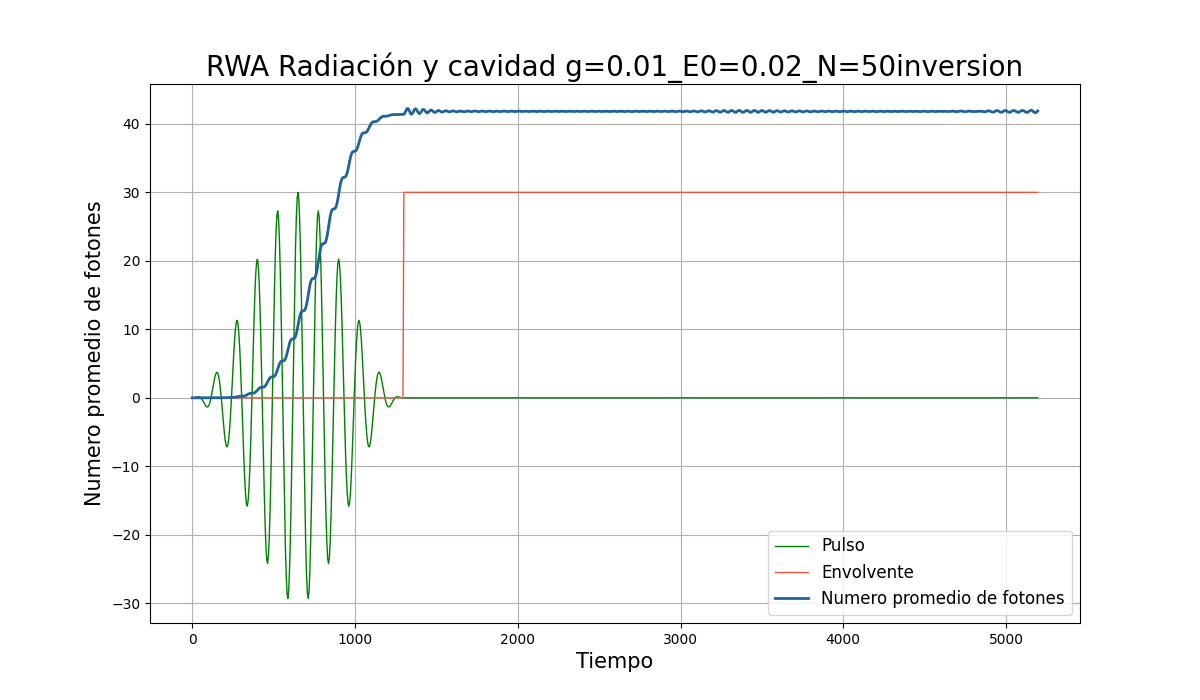 RWA Radiación y cavidad g=0.01_E0=0.02_N=50inversion
Numero promedio de fotones
40
30
20
10
0
−10
−20
−30
0
1000
2000
3000
4000
5000
Tiempo
Pulso
Envolvente
Numero promedio de fotones